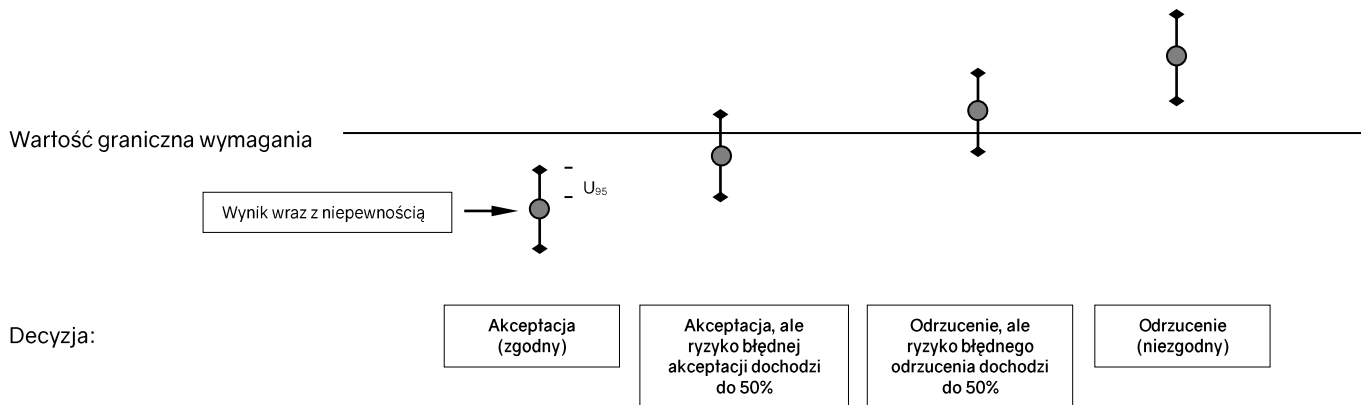 Wartość graniczna wymagania
U₉₅
Wynik wraz z niepewnością
Decyzja:
Akceptacja
(zgodny)
Akceptacja, ale
ryzyko błędnej
akceptacji dochodzi
do 50%
Odrzucenie, ale
ryzyko błędnego
odrzucenia dochodzi
do 50%
Odrzucenie
(niezgodny)